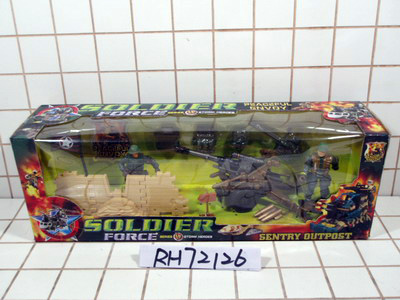 SOLDIER
FORCE
PEACEFUL
ENVOY
SOLDIER
FORCE
SENTRY OUTPOST
RH72126